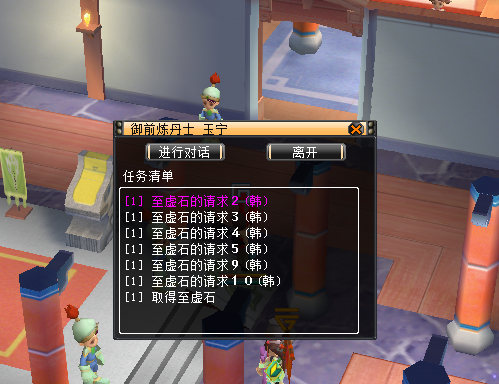 御前炼丹士 玉宁
进行对话 离开
任务清单
[1] 至虚石的请求2(韩)
[1] 至虚石的请求3(韩)
[1] 至虚石的请求4(韩)
[1] 至虚石的请求5(韩)
[1] 至虚石的请求9(韩)
[1] 至虚石的请求10(韩)
[1] 取得至虚石